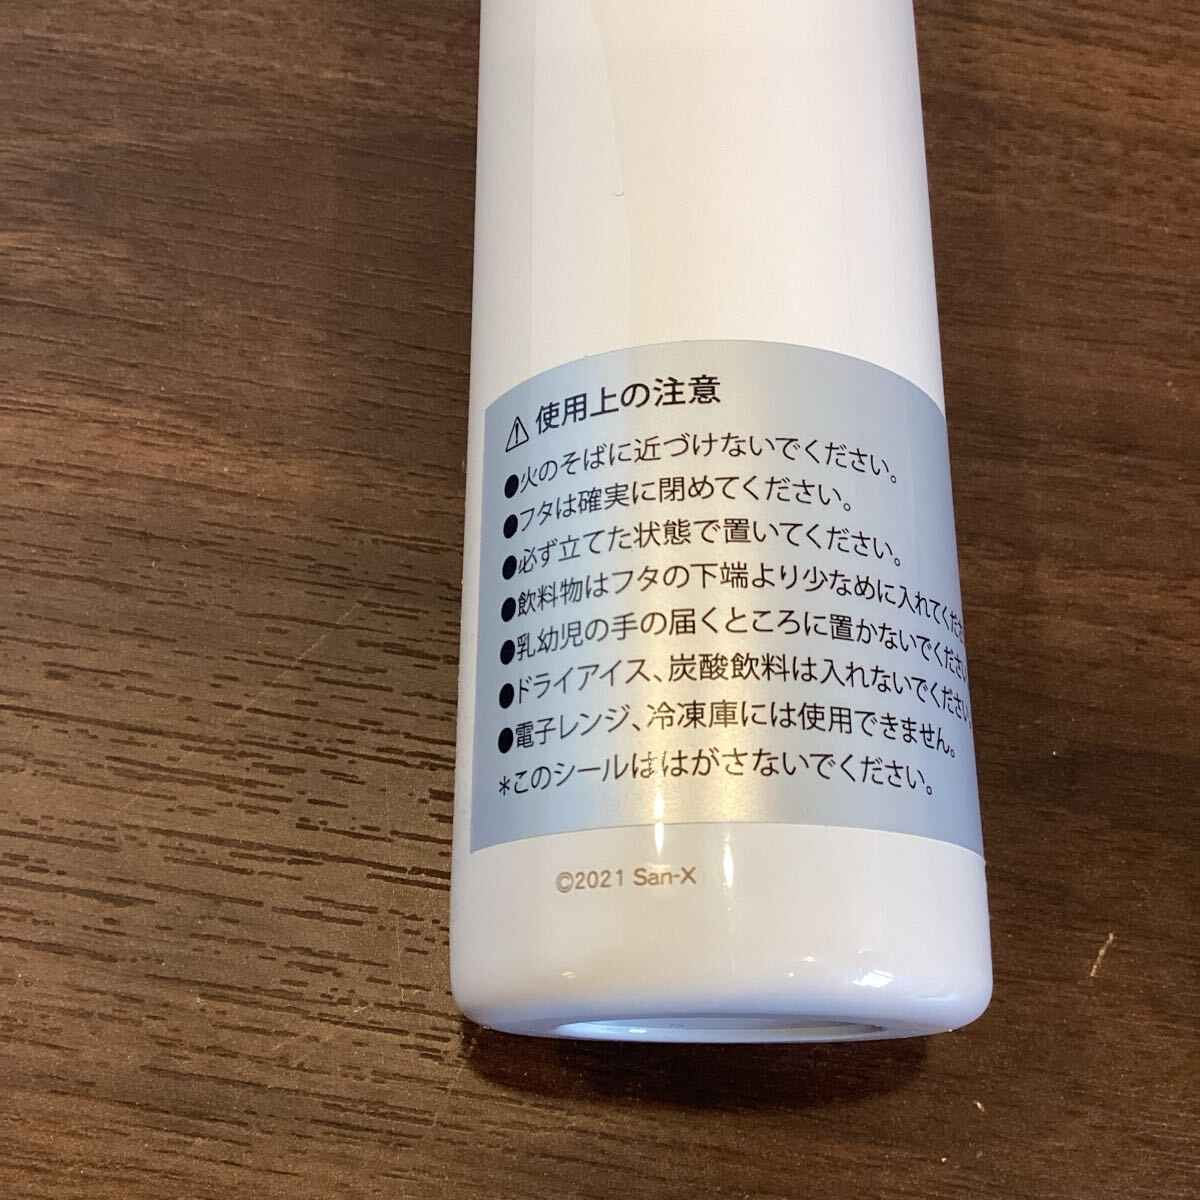 ⚠ 使用上の注意
●火のそばに近づけないでください。
●フタは確実に閉めてください。
●必ず立てた状態で置いてください。
●飲料物はフタの下端より少なめに入れてくださ
●乳幼児の手の届くところに置かないでください
●ドライアイス、炭酸飲料は入れないでください。
●電子レンジ、冷凍庫には使用できません。
*このシールははがさないでください。
©2021 San-X